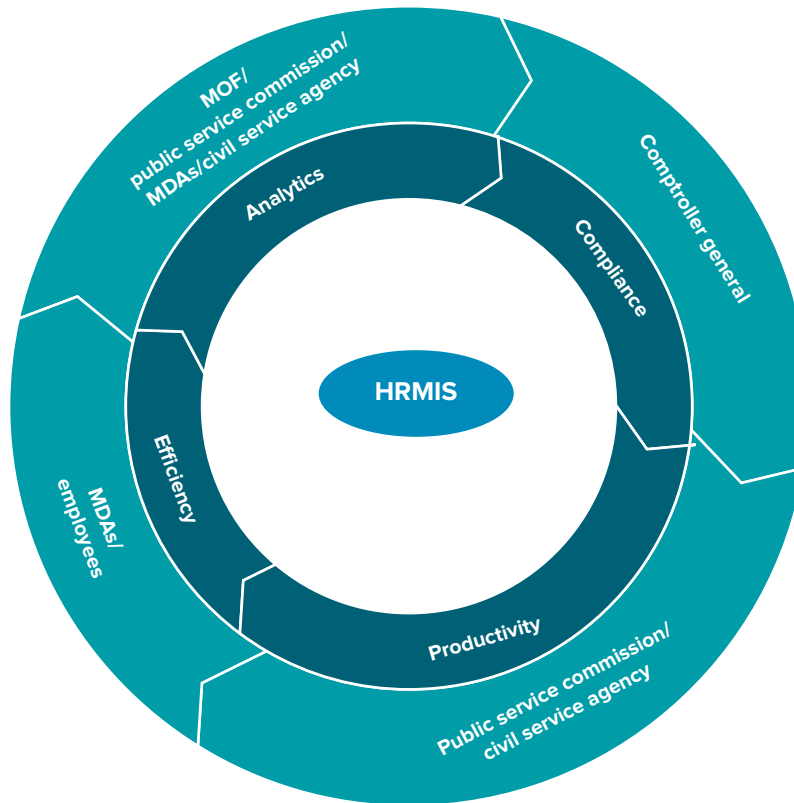 MOF/
public service commission/
MDAs/civil service agency
Analytics
Comptroller general
Compliance
HRMIS
Efficiency
MDAs/
employees
Productivity
Public service commission/
civil service agency